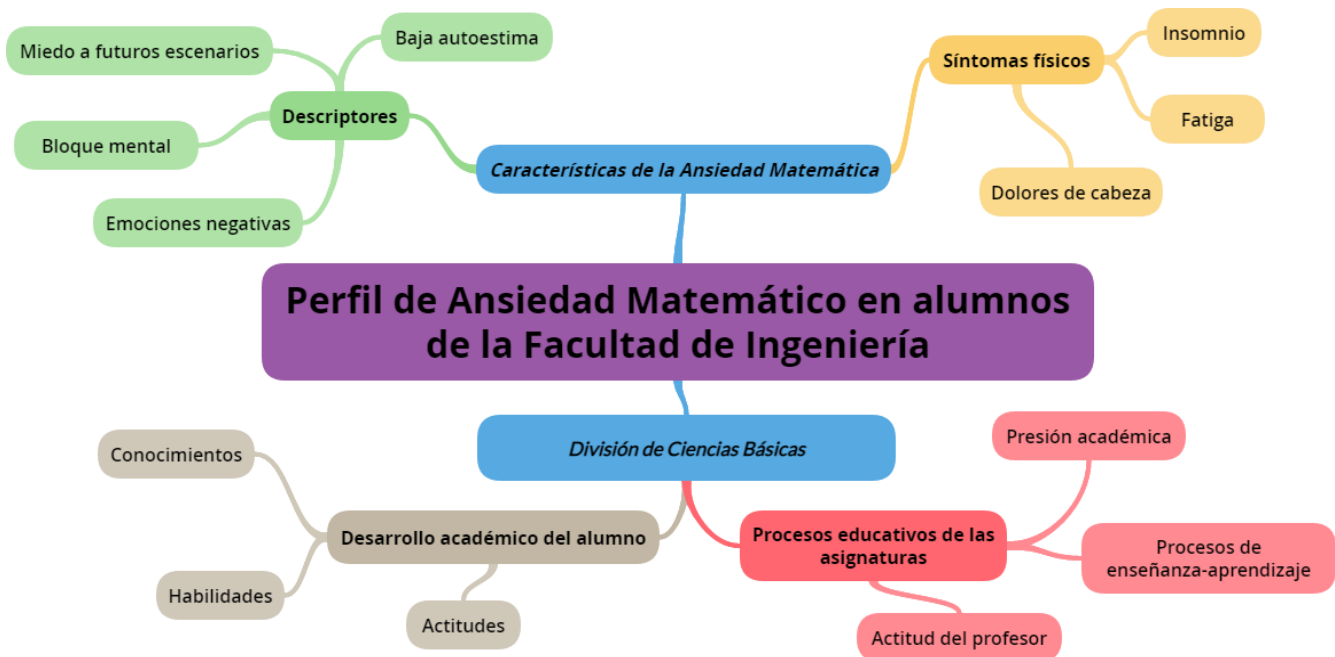 Baja autoestima
Miedo a futuros escenarios
Descriptores
Bloque mental
Emociones negativas
Características de la Ansiedad Matemática
Insomnio
Síntomas físicos
Fatiga
Dolores de cabeza
Perfil de Ansiedad Matemático en alumnos
de la Facultad de Ingeniería
División de Ciencias Básicas
Conocimientos
Desarrollo académico del alumno
Habilidades
Actitudes
Presión académica
Procesos educativos de las
asignaturas
Procesos de
enseñanza-aprendizaje
Actitud del profesor